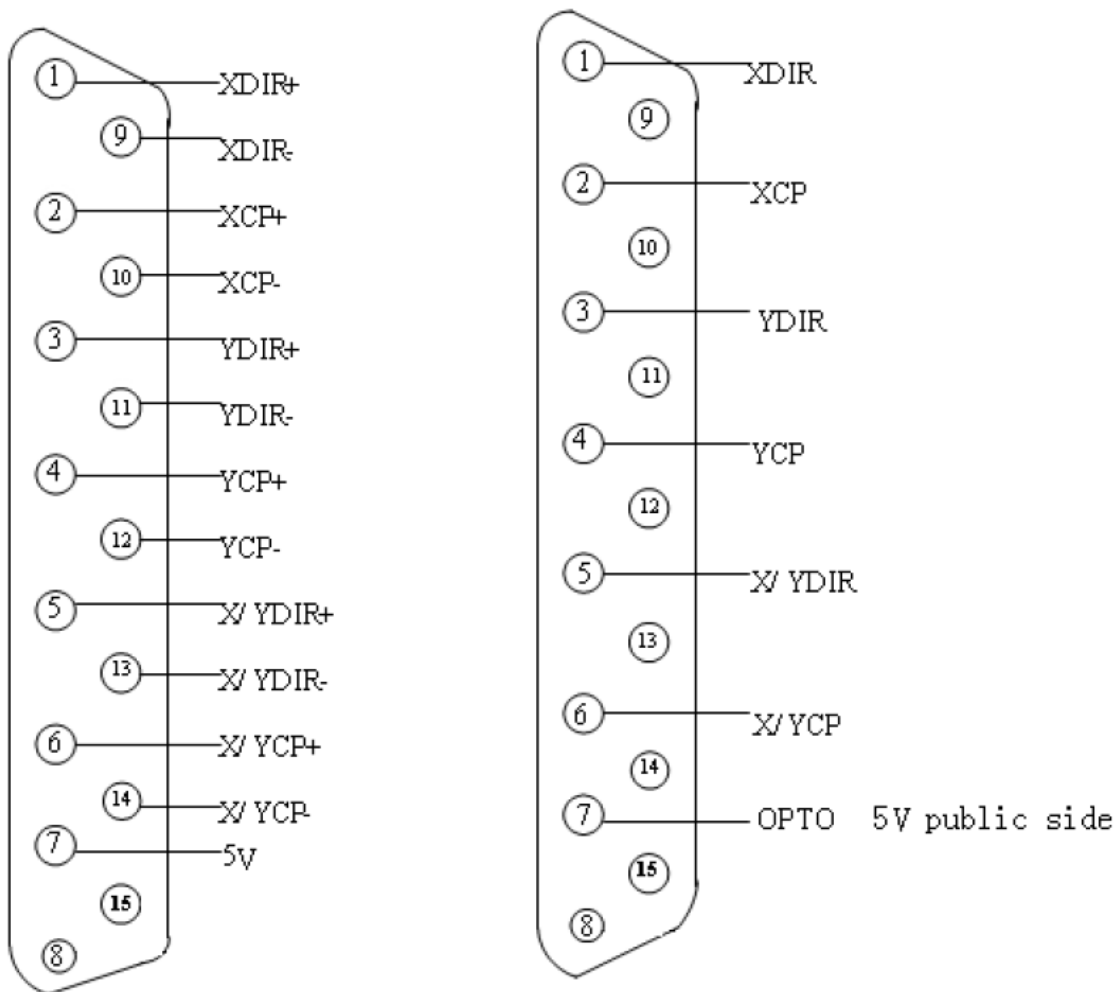 1 XDIR+
9 XDIR-
2 XCP+
10 XCP-
3 YDIR+
11 YDIR-
4 YCP+
12 YCP-
5 X/YDIR+
13 X/YDIR-
6 X/YCP+
14 X/YCP-
7 5V
15
8
1 XDIR
9
2 XCP
10
3 YDIR
11
4 YCP
12
5 X/YDIR
13
6 X/YCP
14
7 OPTO 5V public side
15
8